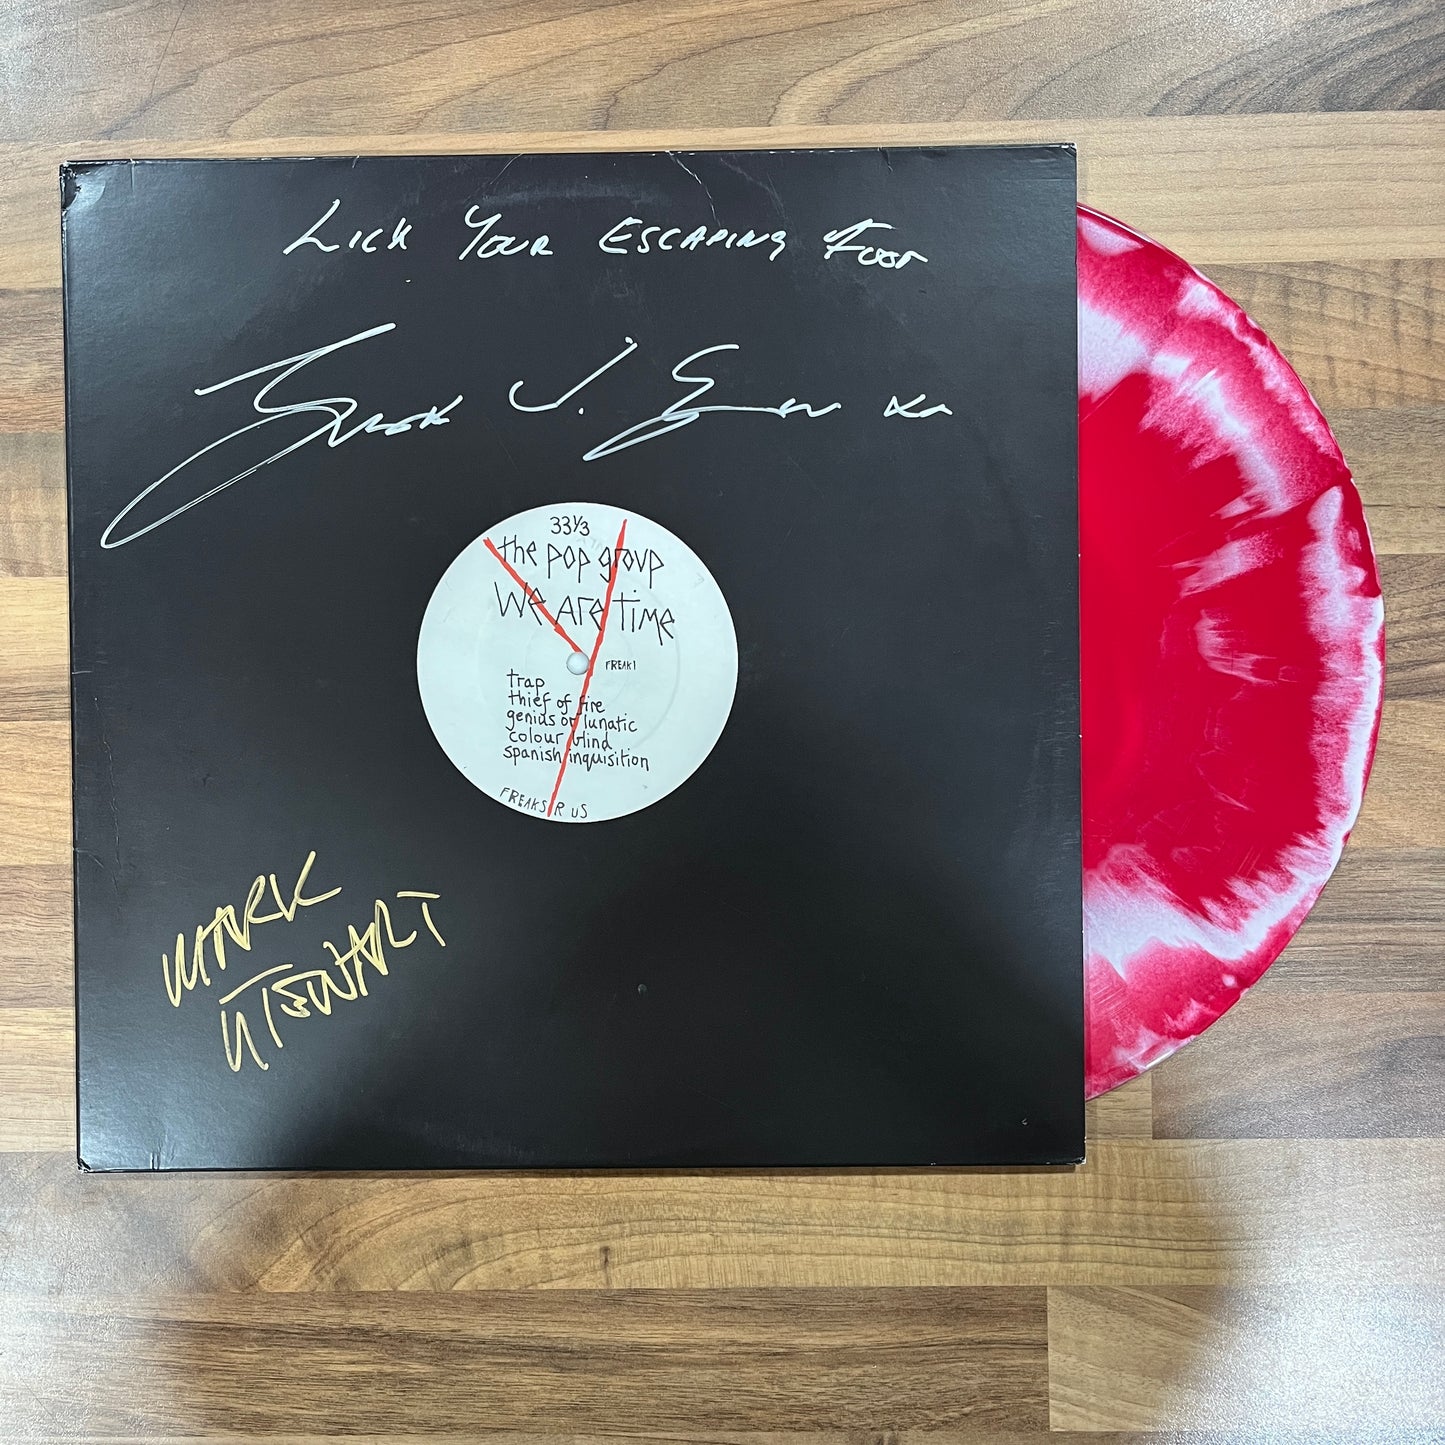 LICK YOUR ESCAPING FOOT
J.
33⅓
the pop group
We Are Time
FREAK1
trap
thief of fire
genius or lunatic
colour blind
spanish inquisition
FREAKS R US
MARK
STEWART